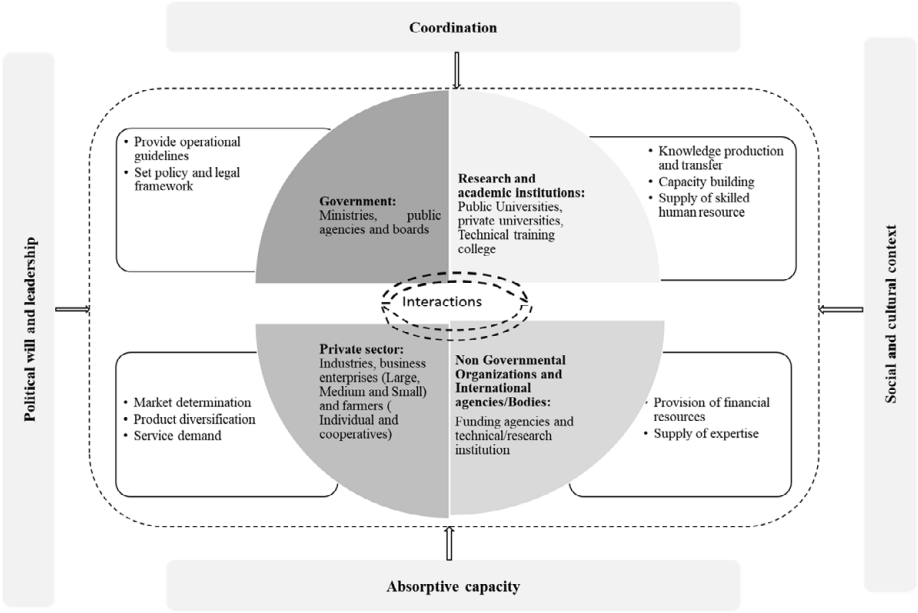 Coordination
Political will and leadership
• Provide operational
guidelines
• Set policy and legal
framework
Government:
Ministries, public
agencies and boards
Research and
academic institutions:
Public Universities,
private universities,
Technical training
college
• Knowledge production
and transfer
• Capacity building
• Supply of skilled
human resource
Interactions
• Market determination
• Product diversification
• Service demand
Private sector:
Industries, business
enterprises (Large,
Medium and Small)
and farmers (
Individual and
cooperatives)
Non Governmental
Organizations and
International
agencies/Bodies:
Funding agencies and
technical/research
institution
• Provision of financial
resources
• Supply of expertise
Social and cultural context
Absorptive capacity